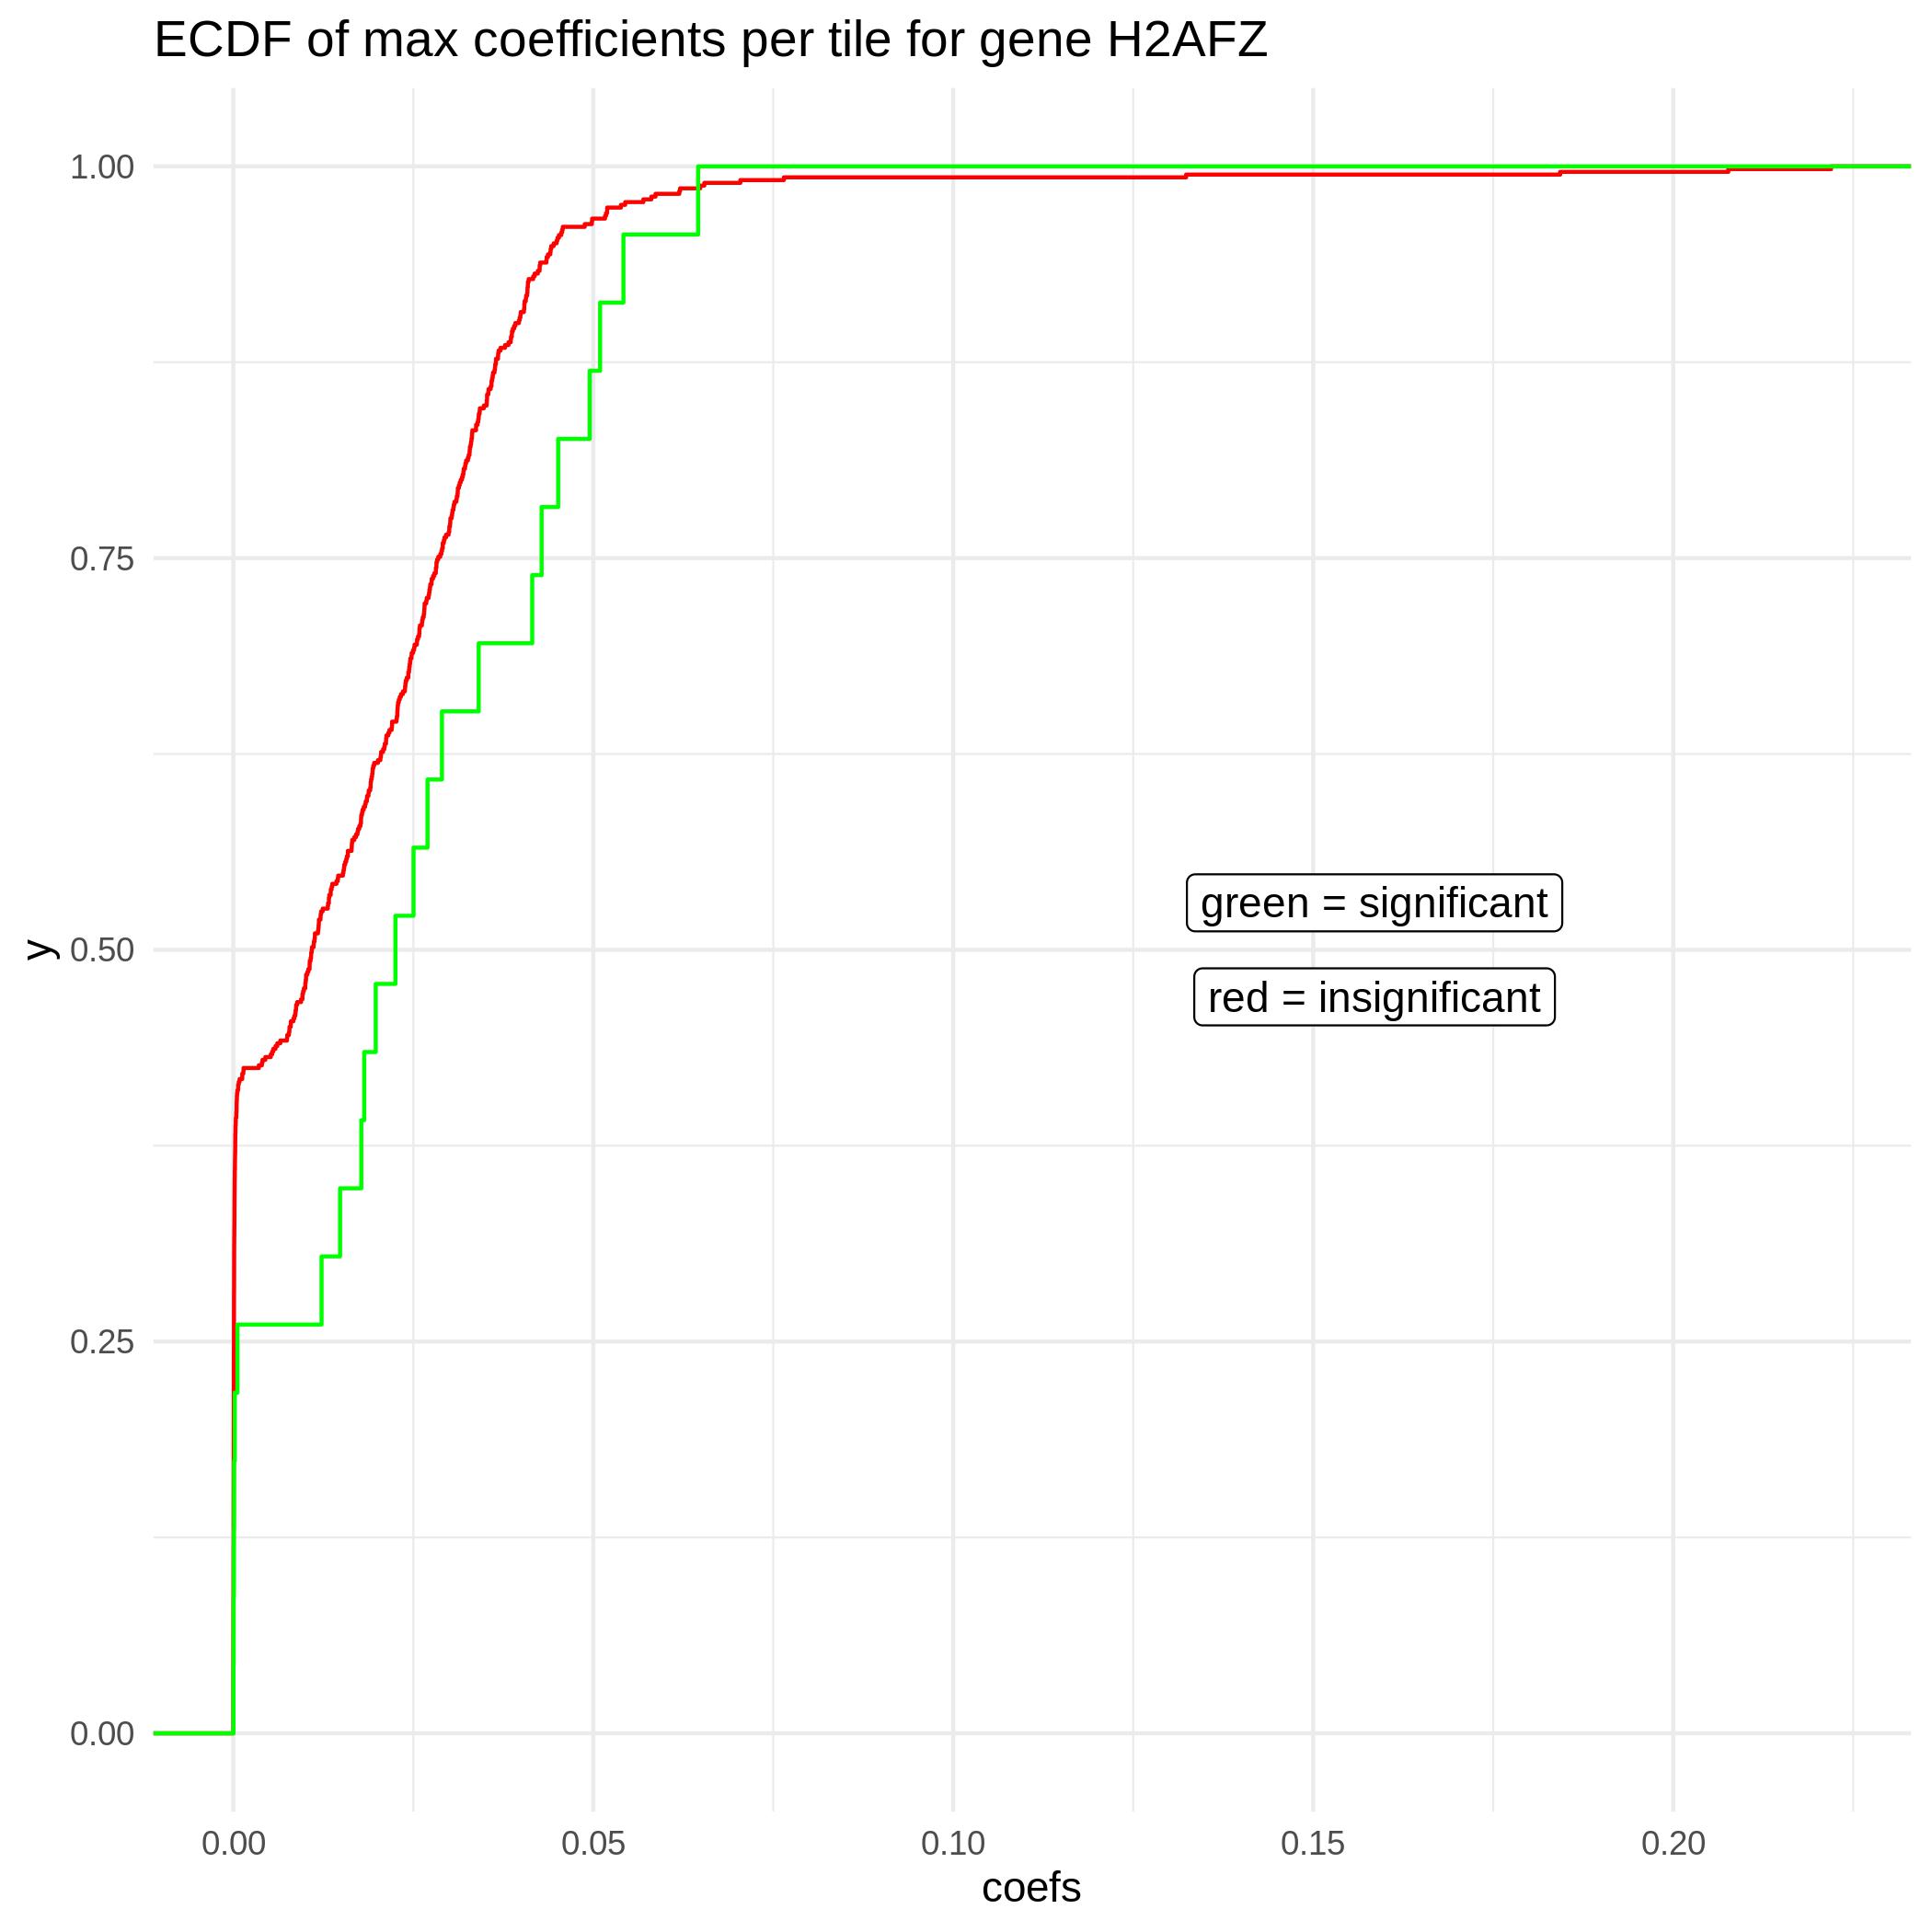 ECDF of max coefficients per tile for gene H2AFZ
1.00
0.75
0.50
0.25
0.00
y
green = significant
red = insignificant
0.00 0.05 0.10 0.15 0.20
coefs